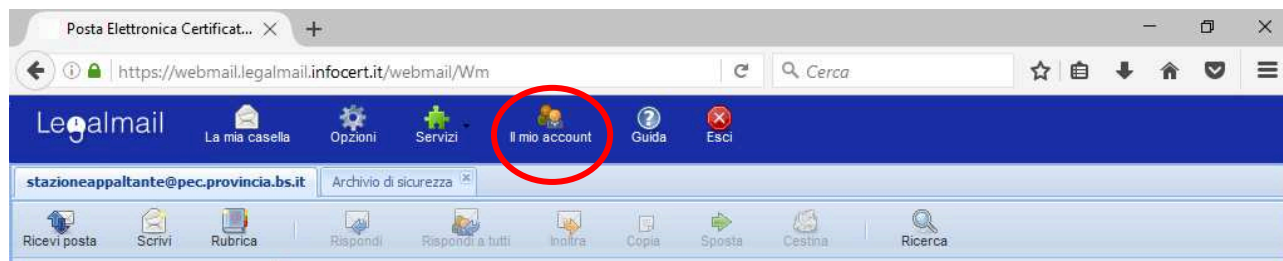 Posta Elettronica Certificat...
https://webmail.legalmail.infocert.it/webmail/Wm
Cerca
Legalmail La mia casella Opzioni Servizi Il mio account Guida Esci
stazioneappaltante@pec.provincia.bs.it Archivio di sicurezza
Ricevi posta Scrivi Rubrica Rispondi Rispondi a tutti Inoltra Copia Sposta Cestina Ricerca